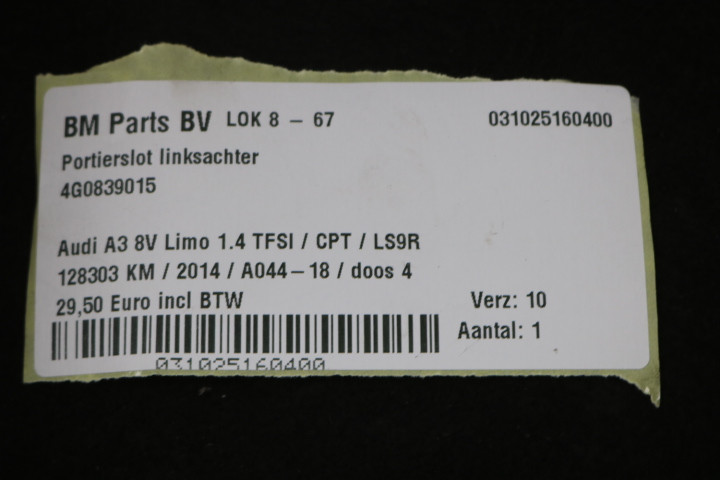 BM Parts BV LOK 8 – 67 031025160400
Portierslot linksachter
4G0839015
Audi A3 8V Limo 1.4 TFSI / CPT / LS9R
128303 KM / 2014 / A044–18 / doos 4
29,50 Euro incl BTW Verz: 10
Aantal: 1
031025160400